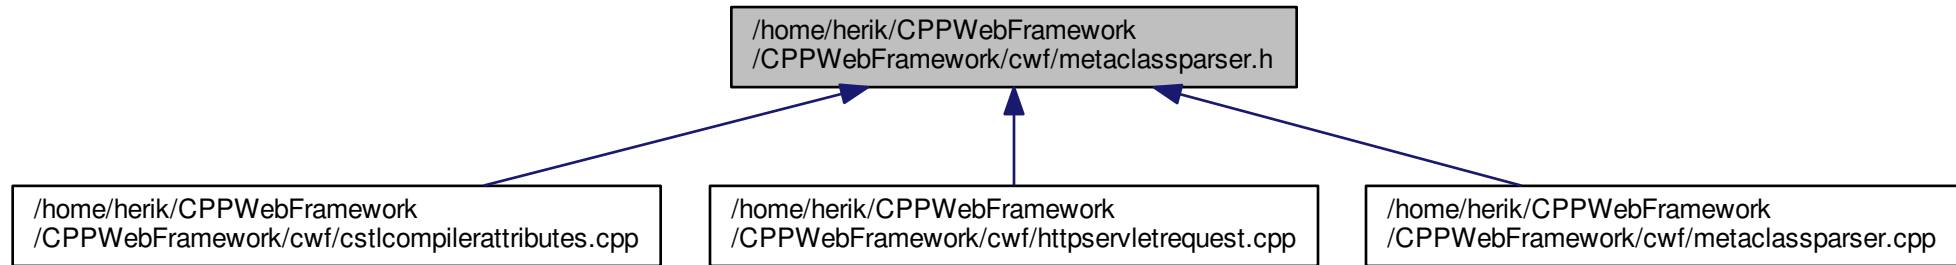 /home/herik/CPPWebFramework
/CPPWebFramework/cwf/metaclassparser.h
/home/herik/CPPWebFramework
/CPPWebFramework/cwf/cstlcompilerattributes.cpp
/home/herik/CPPWebFramework
/CPPWebFramework/cwf/httpservletrequest.cpp
/home/herik/CPPWebFramework
/CPPWebFramework/cwf/metaclassparser.cpp